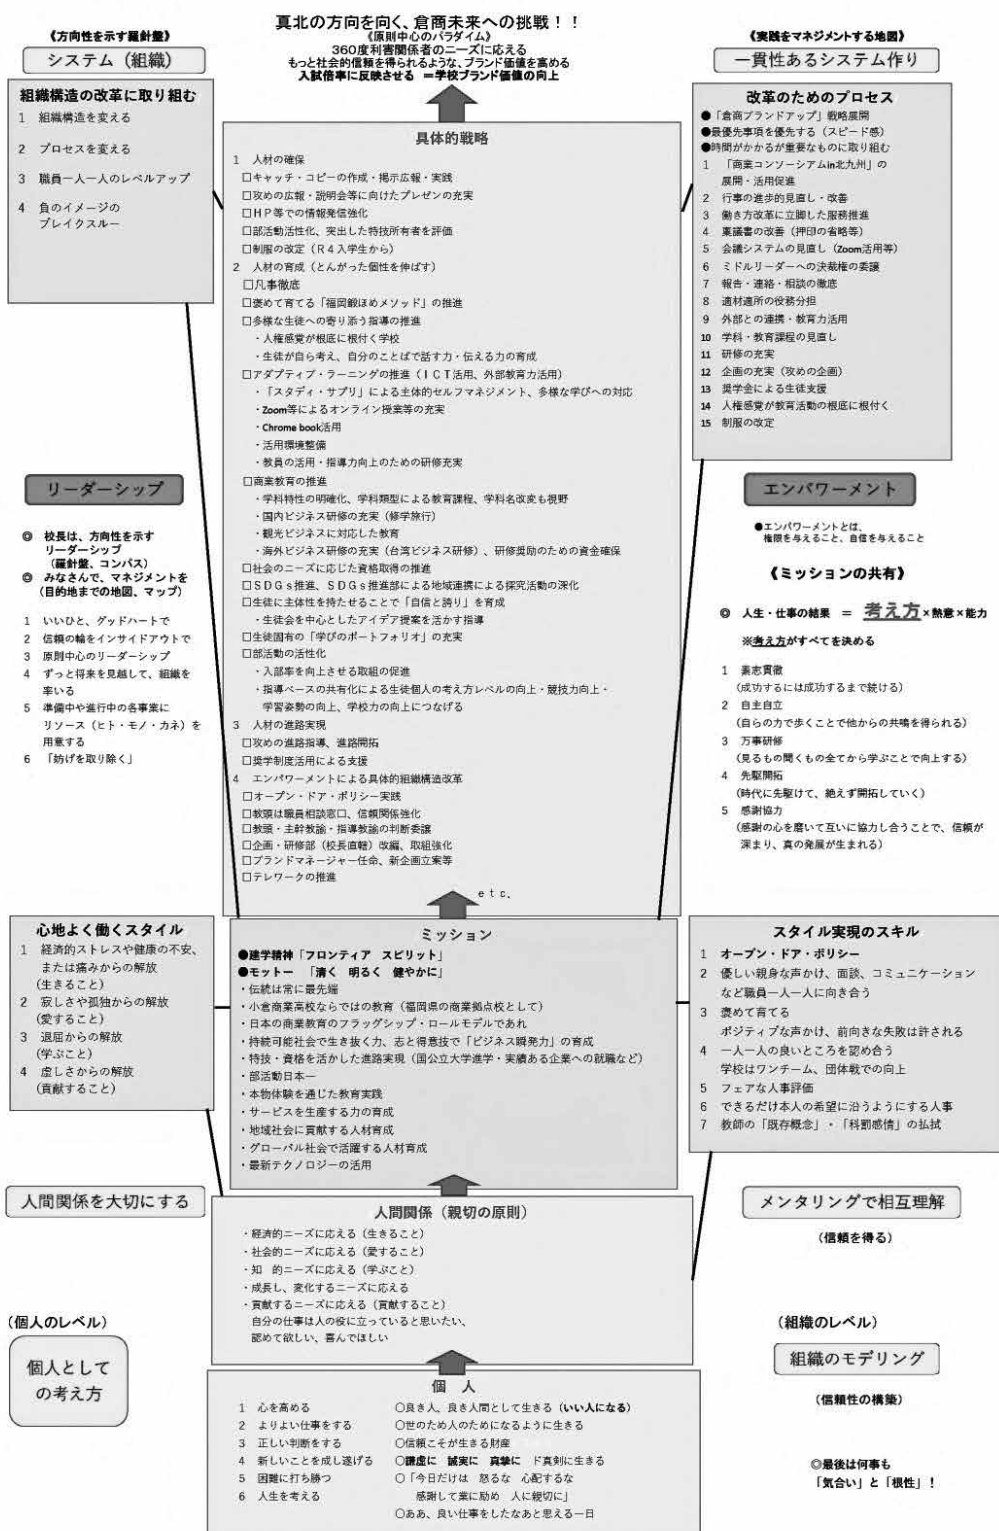 真北の方向を向く、倉商未来への挑戦！！
《原則中心のパラダイム》
360度利害関係者のニーズに応える
もっと社会的信頼を得られるような、ブランド価値を高める
入試倍率に反映させる　＝学校ブランド価値の向上
《方向性を示す羅針盤》
システム（組織）
組織構造の改革に取り組む
1　組織構造を変える
2　プロセスを変える
3　職員一人一人のレベルアップ
4　負のイメージの
ブレイクスルー
《実践をマネジメントする地図》
一貫性あるシステム作り
改革のためのプロセス
●「倉商ブランドアップ」戦略展開
●最優先事項を優先する（スピード感）
●時間がかかるが重要なものに取り組む
1　「商業コンソーシアムin北九州」の
展開・活用促進
2　行事の進歩的見直し・改善
3　働き方改革に立脚した服務推進
4　稟議書の改善（押印の省略等）
5　会議システムの見直し（Zoom活用等）
6　ミドルリーダーへの決裁権の委譲
7　報告・連絡・相談の徹底
8　適材適所の役務分担
9　外部との連携・教育力活用
10　学科・教育課程の見直し
11　研修の充実
12　企画の充実（攻めの企画）
13　奨学会による生徒支援
14　人権感覚が教育活動の根底に根付く
15　制服の改定
具体的戦略
1　人材の確保
□キャッチ・コピーの作成・掲示広報・実践
□攻めの広報・説明会等に向けたプレゼンの充実
□ＨＰ等での情報発信強化
□部活動活性化、突出した特技所有者を評価
□制服の改定（Ｒ４入学生から）
2　人材の育成（とんがった個性を伸ばす）
□凡事徹底
□褒めて育てる「福岡鍛ほめメソッド」の推進
□多様な生徒への寄り添う指導の推進
・人権感覚が根底に根付く学校
・生徒が自ら考え、自分のことばで話す力・伝える力の育成
□アダプティブ・ラーニングの推進（ＩＣＴ活用、外部教育力活用）
・「スタディ・サプリ」による主体的セルフマネジメント、多様な学びへの対応
・Zoom等によるオンライン授業等の充実
・Chrome book活用
・活用環境整備
・教員の活用・指導力向上のための研修充実
□商業教育の推進
・学科特性の明確化、学科類型による教育課程、学科名改変も視野
・国内ビジネス研修の充実（修学旅行）
・観光ビジネスに対応した教育
・海外ビジネス研修の充実（台湾ビジネス研修）、研修奨励のための資金確保
□社会のニーズに応じた資格取得の推進
□ＳＤＧｓ推進、ＳＤＧｓ推進部による地域連携による探究活動の深化
□生徒に主体性を持たせることで「自信と誇り」を育成
・生徒会を中心としたアイデア提案を活かす指導
□生徒固有の「学びのポートフォリオ」の充実
□部活動の活性化
・入部率を向上させる取組の促進
・指導ベースの共有化による生徒個人の考え方レベルの向上・競技力向上・
学習姿勢の向上、学校力の向上につなげる
3　人材の進路実現
□攻めの進路指導、進路開拓
□奨学制度活用による支援
4　エンパワーメントによる具体的組織構造改革
□オープン・ドア・ポリシー実践
□教頭は職員相談窓口、信頼関係強化
□教頭・主幹教諭・指導教諭の判断委譲
□企画・研修部（校長直轄）改編、取組強化
□ブランドマネージャー任命、新企画立案等
□テレワークの推進
ｅｔｃ.
リーダーシップ
◎　校長は、方向性を示す
リーダーシップ
（羅針盤、コンパス）
◎　みなさんで、マネジメントを
（目的地までの地図、マップ）
1　いいひと、グッドハートで
2　信頼の輪をインサイドアウトで
3　原則中心のリーダーシップ
4　ずっと将来を見越して、組織を
率いる
5　準備中や進行中の各事業に
リソース（ヒト・モノ・カネ）を
用意する
6　「妨げを取り除く」
エンパワーメント
●エンパワーメントとは、
権限を与えること、自信を与えること
《ミッションの共有》
◎　人生・仕事の結果　＝　考え方×熱意×能力
※考え方がすべてを決める
1　素志貫徹
（成功するには成功するまで続ける）
2　自主自立
（自らの力で歩くことで他からの共鳴を得られる）
3　万事研修
（見るもの聞くもの全てから学ぶことで向上する）
4　先駆開拓
（時代に先駆けて、絶えず開拓していく）
5　感謝協力
（感謝の心を磨いて互いに協力し合うことで、信頼が
深まり、真の発展が生まれる）
心地よく働くスタイル
1　経済的ストレスや健康の不安、
または痛みからの解放
（生きること）
2　寂しさや孤独からの解放
（愛すること）
3　退屈からの解放
（学ぶこと）
4　虚しさからの解放
（貢献すること）
ミッション
●建学精神「フロンティア　スピリット」
●モットー　「清く　明るく　健やかに」
・伝統は常に最先端
・小倉商業高校ならではの教育（福岡県の商業拠点校として）
・日本の商業教育のフラッグシップ・ロールモデルであれ
・持続可能社会で生き抜く力、志と得意技で「ビジネス瞬発力」の育成
・特技・資格を活かした進路実現（国公立大学進学・実績ある企業への就職など）
・部活動日本一
・本物体験を通じた教育実践
・サービスを生産する力の育成
・地域社会に貢献する人材育成
・グローバル社会で活躍する人材育成
・最新テクノロジーの活用
スタイル実現のスキル
1　オープン・ドア・ポリシー
2　優しい親身な声かけ、面談、コミュニケーション
など職員一人一人に向き合う
3　褒めて育てる
ポジティブな声かけ、前向きな失敗は許される
4　一人一人の良いところを認め合う
学校はワンチーム、団体戦での向上
5　フェアな人事評価
6　できるだけ本人の希望に沿うようにする人事
7　教師の「既存概念」・「科罰感情」の払拭
人間関係を大切にする
人間関係（親切の原則）
・経済的ニーズに応える（生きること）
・社会的ニーズに応える（愛すること）
・知　的ニーズに応える（学ぶこと）
・成長し、変化するニーズに応える
・貢献するニーズに応える（貢献すること）
自分の仕事は人の役に立っていると思いたい、
認めて欲しい、喜んでほしい
メンタリングで相互理解
（信頼を得る）
（個人のレベル）
個人として
の考え方
個　人
1　心を高める
2　よりよい仕事をする
3　正しい判断をする
4　新しいことを成し遂げる
5　困難に打ち勝つ
6　人生を考える
○良き人、良き人間として生きる（いい人になる）
○世のため人のためになるように生きる
○信頼こそが生きる財産
○謙虚に　誠実に　真摯に　ド真剣に生きる
○「今日だけは　怒るな　心配するな
感謝して業に励め　人に親切に」
○ああ、良い仕事をしたなあと思える一日
（組織のレベル）
組織のモデリング
（信頼性の構築）
◎最後は何事も
「気合い」と「根性」！